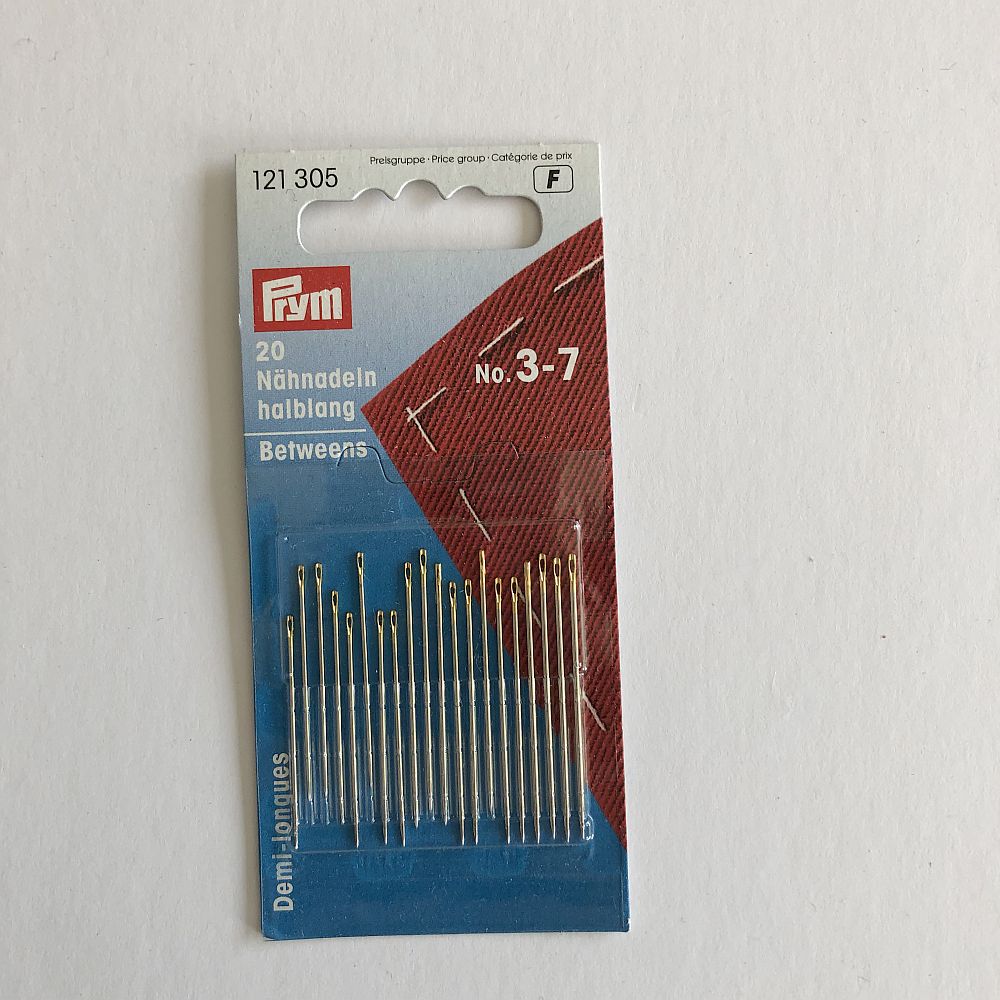 Preisgruppe · Price group · Catégorie de prix
121 305
F
Prym
20
Nähnadeln
halblang
Betweens
No. 3-7
Demi-longues